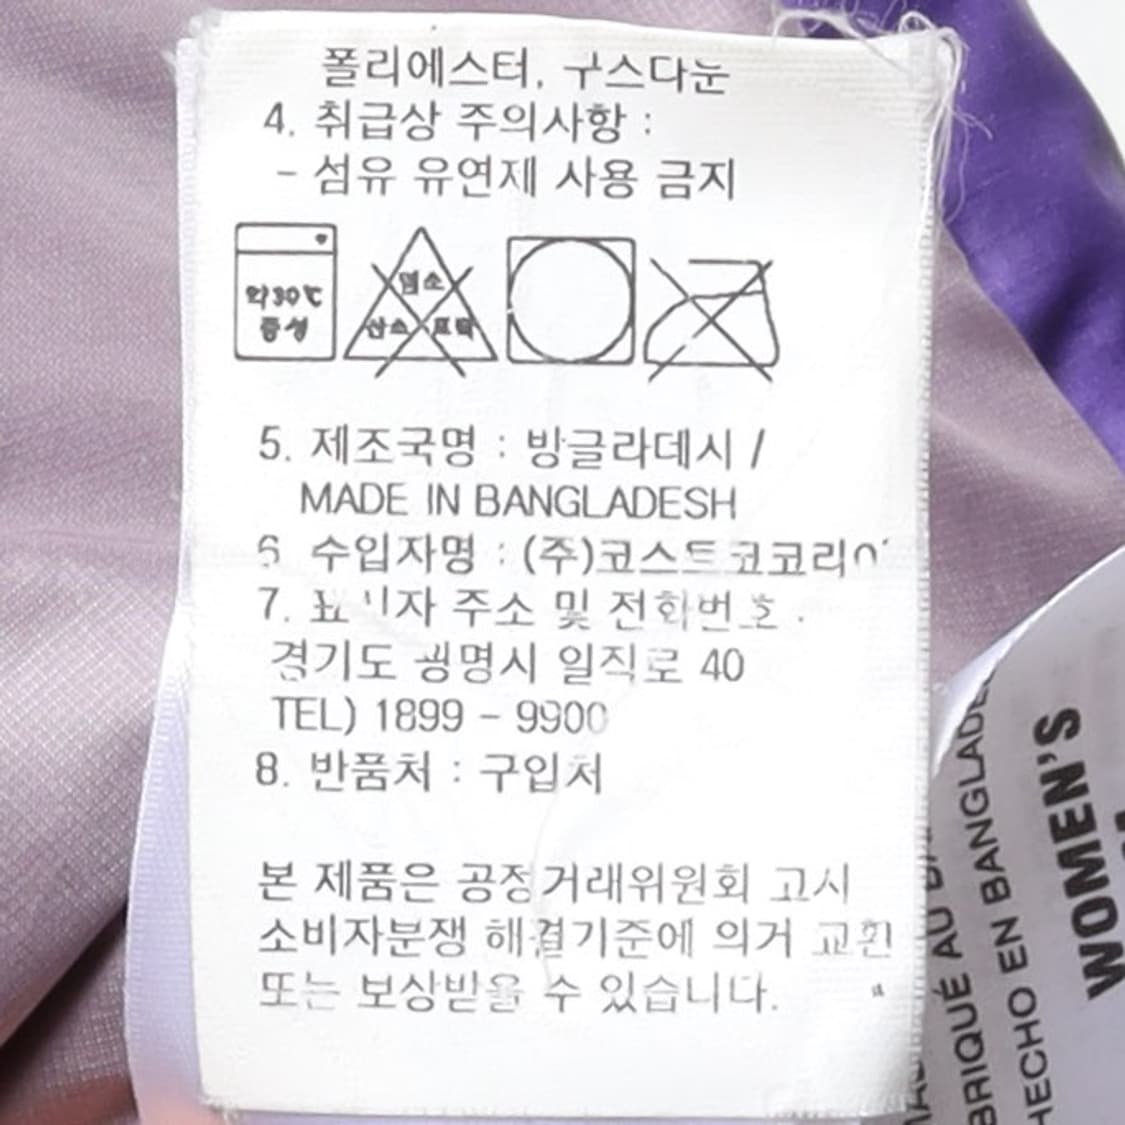 폴리에스터, 구스다눈
4. 취급상 주의사항 :
- 섬유 유연제 사용 금지
약30℃
중성
염소
산소 표백
5. 제조국명 : 방글라데시 /
MADE IN BANGLADESH
6. 수입자명 : (주)코스트코코리아
7. 표시자 주소 및 전화번호 :
경기도 광명시 일직로 40
TEL) 1899 - 9900
8. 반품처 : 구입처
본 제품은 공정거래위원회 고시
소비자분쟁 해결기준에 의거 교환
또는 보상받을 수 있습니다.
WOMEN'S
HECHO EN BANGLADES